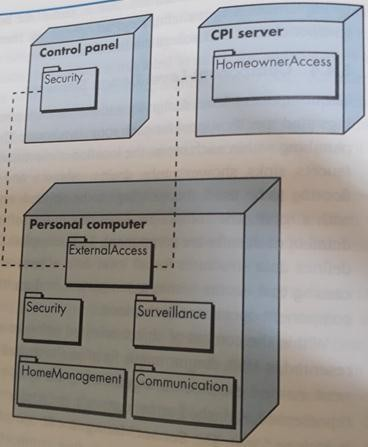 Control panel
Security
CPI server
HomeownerAccess
Personal computer
ExternalAccess
Security
Surveillance
HomeManagement
Communication